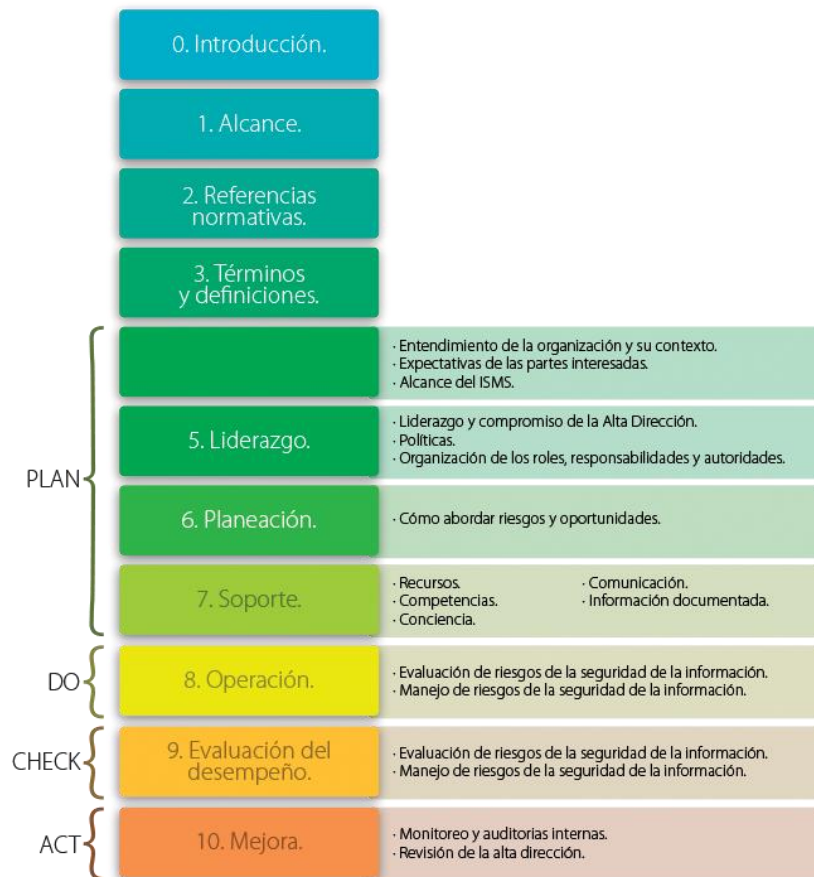 0. Introducción.
1. Alcance.
2. Referencias
normativas.
3. Términos
y definiciones.
PLAN
· Entendimiento de la organización y su contexto.
· Expectativas de las partes interesadas.
· Alcance del ISMS.
5. Liderazgo.
· Liderazgo y compromiso de la Alta Dirección.
· Políticas.
· Organización de los roles, responsabilidades y autoridades.
6. Planeación.
· Cómo abordar riesgos y oportunidades.
7. Soporte.
· Recursos.
· Competencias.
· Conciencia.
· Comunicación.
· Información documentada.
DO
8. Operación.
· Evaluación de riesgos de la seguridad de la información.
· Manejo de riesgos de la seguridad de la información.
CHECK
9. Evaluación del
desempeño.
· Evaluación de riesgos de la seguridad de la información.
· Manejo de riesgos de la seguridad de la información.
ACT
10. Mejora.
· Monitoreo y auditorias internas.
· Revisión de la alta dirección.